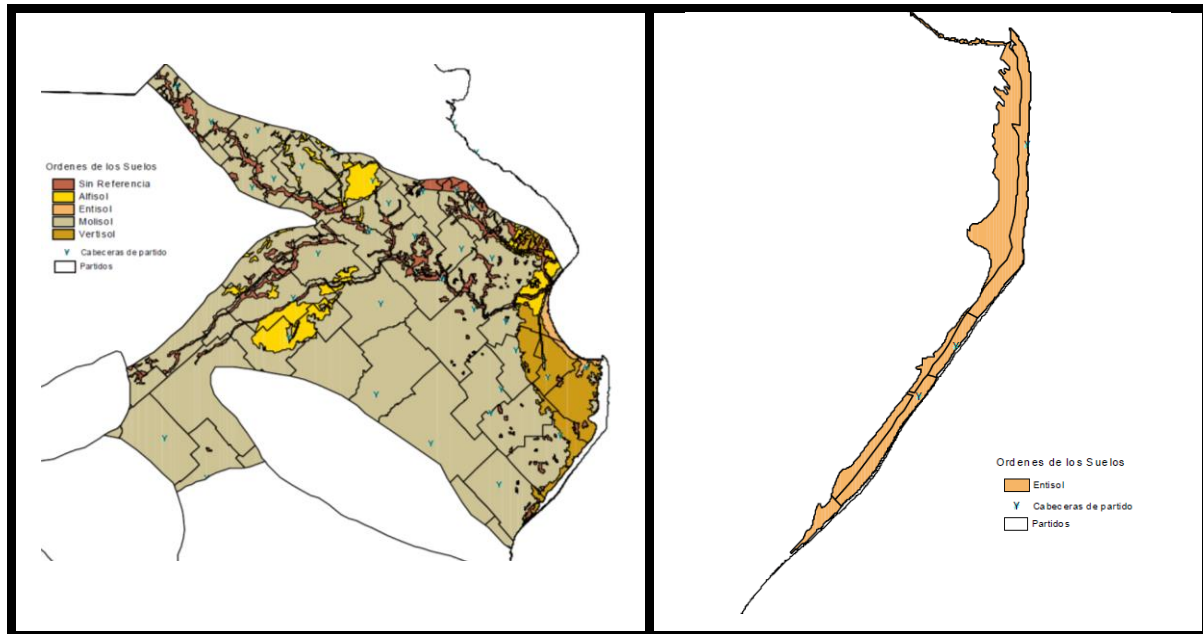 Ordenes de los Suelos
Sin Referencia
Alfisol
Entisol
Molisol
Vertisol
Y Cabeceras de partido
Partidos
Ordenes de los Suelos
Entisol
Y Cabeceras de partido
Partidos